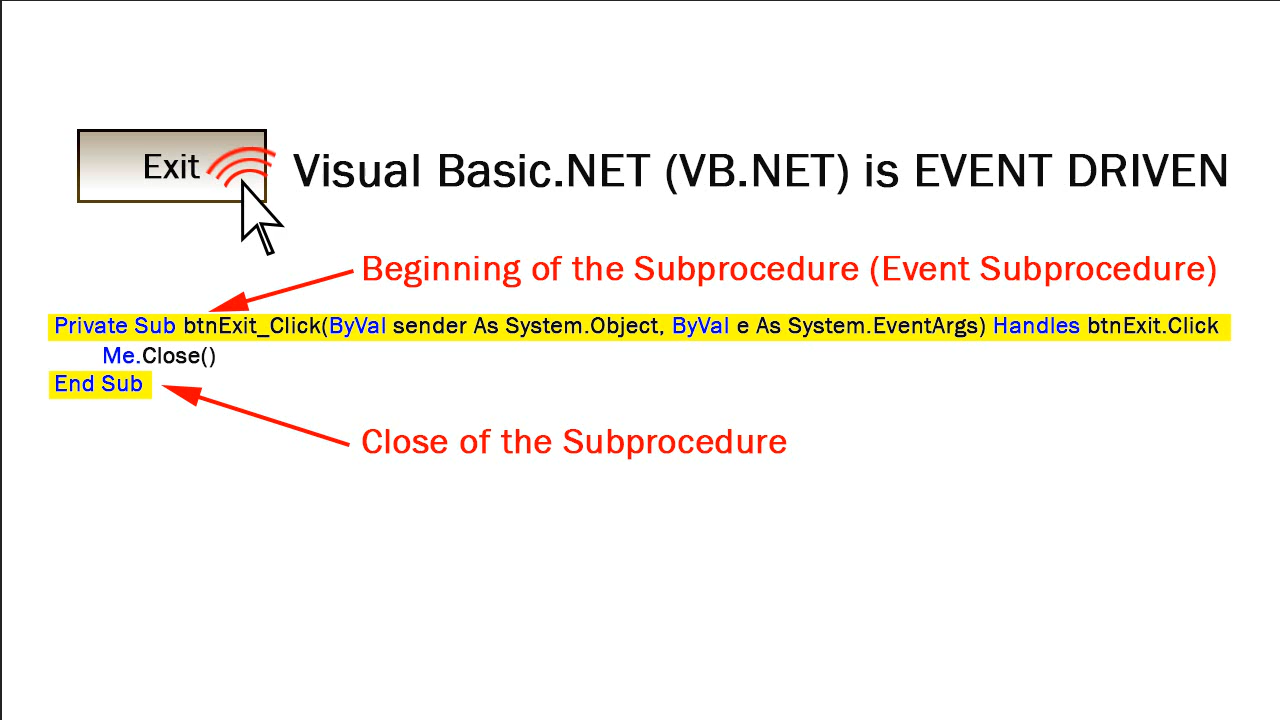 Exit
Visual Basic.NET (VB.NET) is EVENT DRIVEN
Beginning of the Subprocedure (Event Subprocedure)
Private Sub btnExit_Click(ByVal sender As System.Object, ByVal e As System.EventArgs) Handles btnExit.Click
Me.Close()
End Sub
Close of the Subprocedure